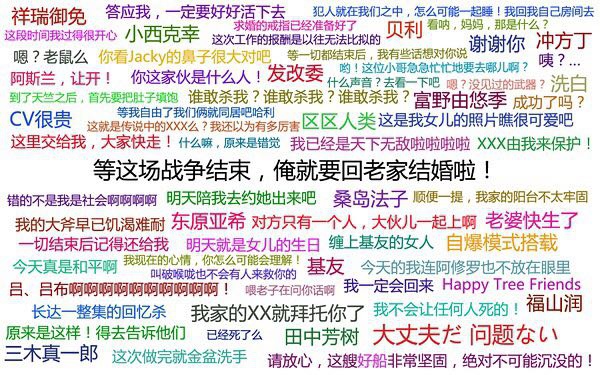 祥瑞御免 答应我，一定要好好活下去 犯人就在我们之中，怎么可能一起睡！我回我自己房间去
这段时间我过得很开心 小西克幸 求婚的戒指已经准备好了 贝利 看呐，妈妈，那是什么？
这次工作的报酬是以往无法比拟的 谢谢你 冲方丁
嗯？老鼠么 你看Jacky的鼻子很大对吧 等一切都结束后，我有些话想对你说 咦？...
阿斯兰，让开！ 你这家伙是什么人！ 发改委 哟！这位小哥急急忙忙地要去哪儿啊？
什么声音？去看一下吧 嗯？没见过的武器？ 洗白
到了天竺之后，首先要把肚子填饱 谁敢杀我？谁敢杀我？谁敢杀我？ 富野由悠季 成功了吗？
CV很贵 等我自由了我们俩就同居吧哈利 区区人类 这是我女儿的照片瞧很可爱吧
这就是传说中的XXX么？我还以为有多厉害
这里交给我，大家快走！ 什么嘛，原来是错觉 我已经是天下无敌啦啦啦啦啦 XXX由我来保护！
等这场战争结束，俺就要回老家结婚啦！
错的不是我是社会啊啊啊啊 明天陪我去约她出来吧 桑岛法子 顺便一提，我家的阳台不太牢固
我的大斧早已饥渴难耐 东原亚希 对方只有一个人，大伙儿一起上啊 老婆快生了
一切结束后记得还给我 明天就是女儿的生日 缠上基友的女人 自爆模式搭载
今天真是和平啊 我现在的心情，你怎么可能会理解！ 基友 今天的我连阿修罗也不放在眼里
叫破喉咙也不会有人来救你的
吕、吕布啊啊啊啊啊啊啊啊啊啊！ 喂老子在问你话啊 我一定会回来 Happy Tree Friends
长达一整集的回忆杀 我家的XX就拜托你了 我不会让任何人死的！ 福山润
原来是这样！得去告诉他们 已经死了么 田中芳树 大丈夫だ 问题ない
三木真一郎 这次做完就金盆洗手 请放心，这艘好船非常坚固，绝对不可能沉没的！